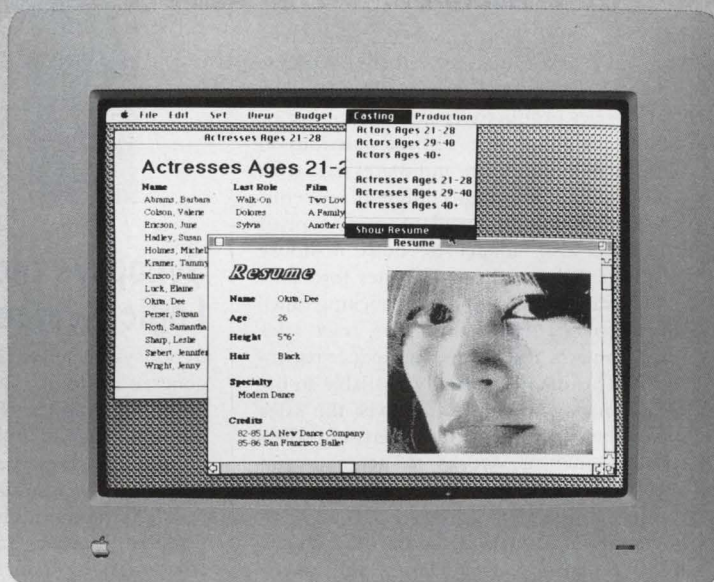 File Edit Set View Budget Casting Production
Actresses Ages 21-28
Actors Ages 21-28
Actors Ages 29-40
Actors Ages 40+
Actresses Ages 21-28
Actresses Ages 29-40
Actresses Ages 40+
Show Resume
Actresses Ages 21-2
Name Last Role Film
Abrams, Barbara Walk-On Two Lov
Colson, Valerie Dolores A Family
Ericson, June Sylvia Another
Hadley, Susan
Holmes, Michell
Kramer, Tammy
Krisco, Pauline
Luck, Elaine
Okita, Dee
Perser, Susan
Roth, Samantha
Sharp, Leslie
Siebert, Jennifer
Wright, Jenny
Resume
Resume
Name Okita, Dee
Age 26
Height 5'6"
Hair Black
Specialty
Modern Dance
Credits
82-85 LA New Dance Company
85-86 San Francisco Ballet